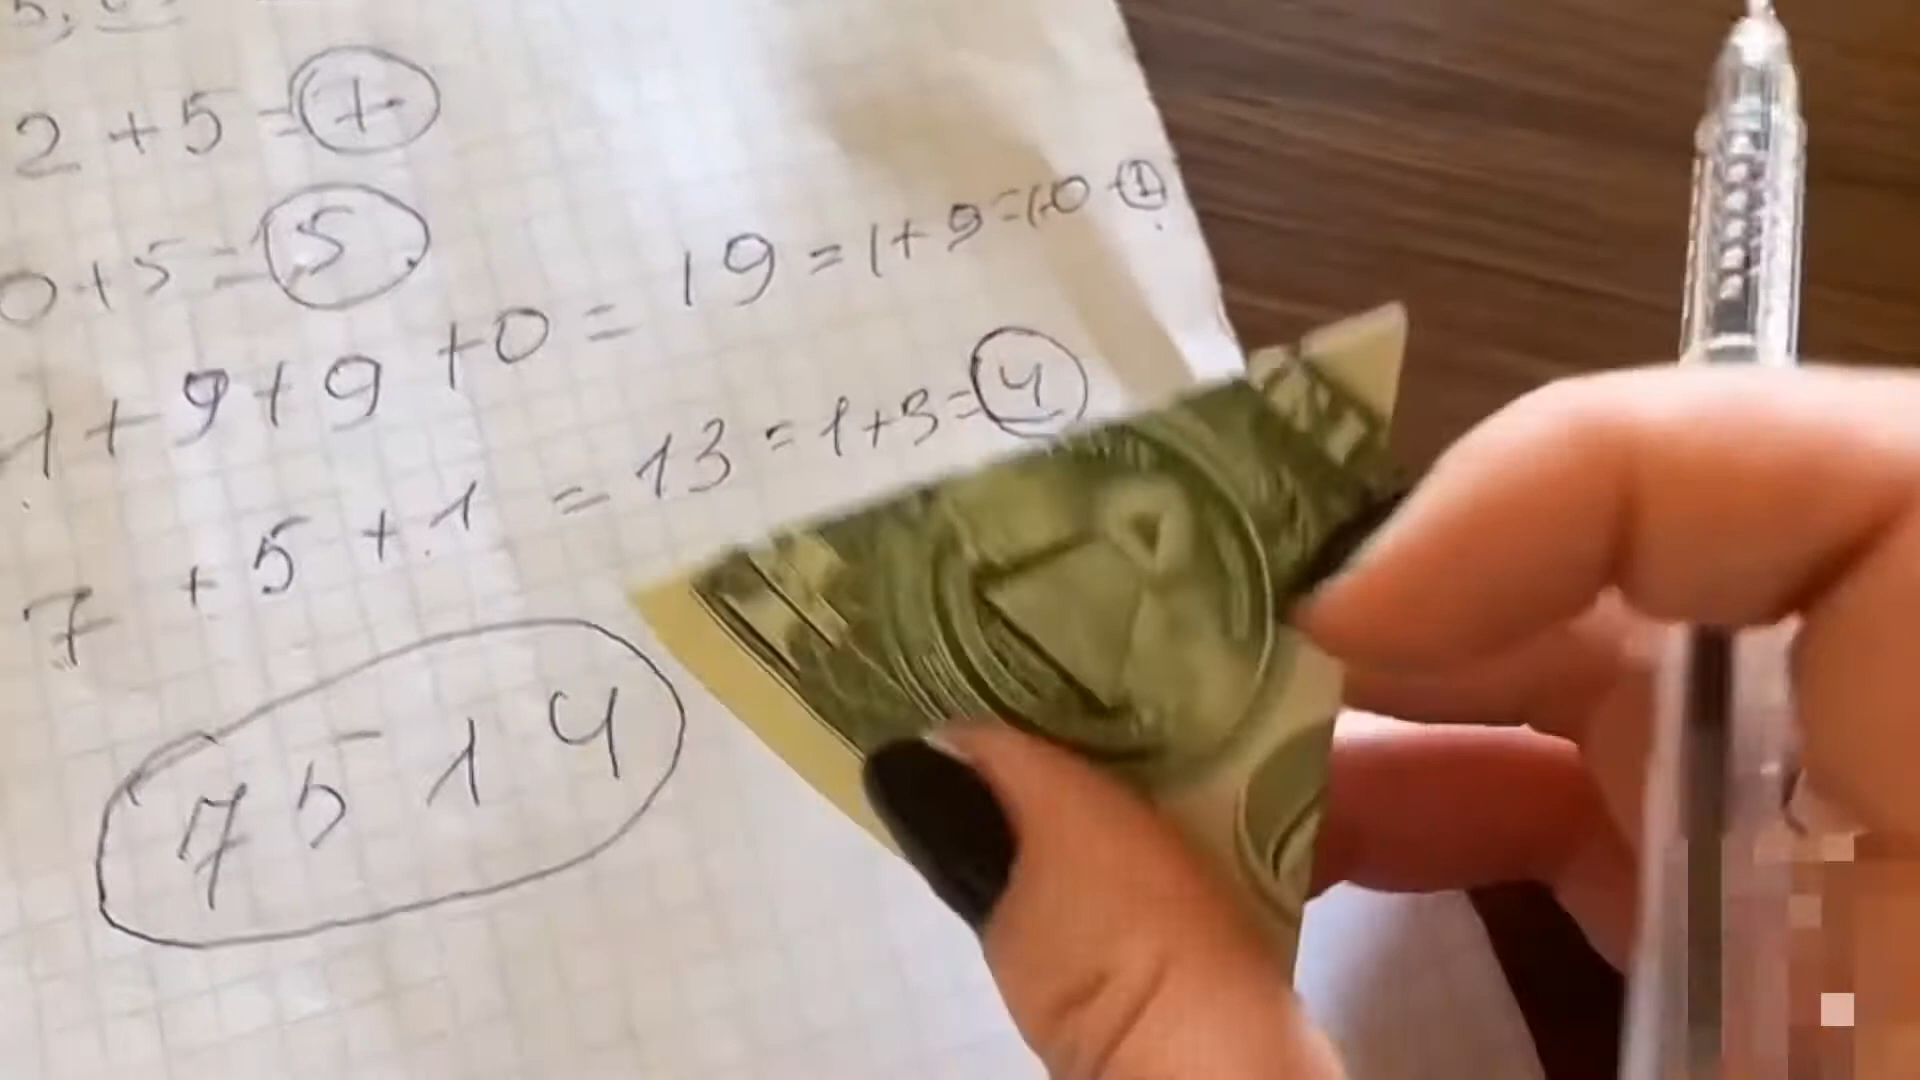 2 + 5 = 7
0 + 5 = 5
1 + 9 + 9 + 0 = 19 = 1 + 9 = 10 1
7 + 5 + 1 = 13 = 1 + 3 = 4
7 5 1 4